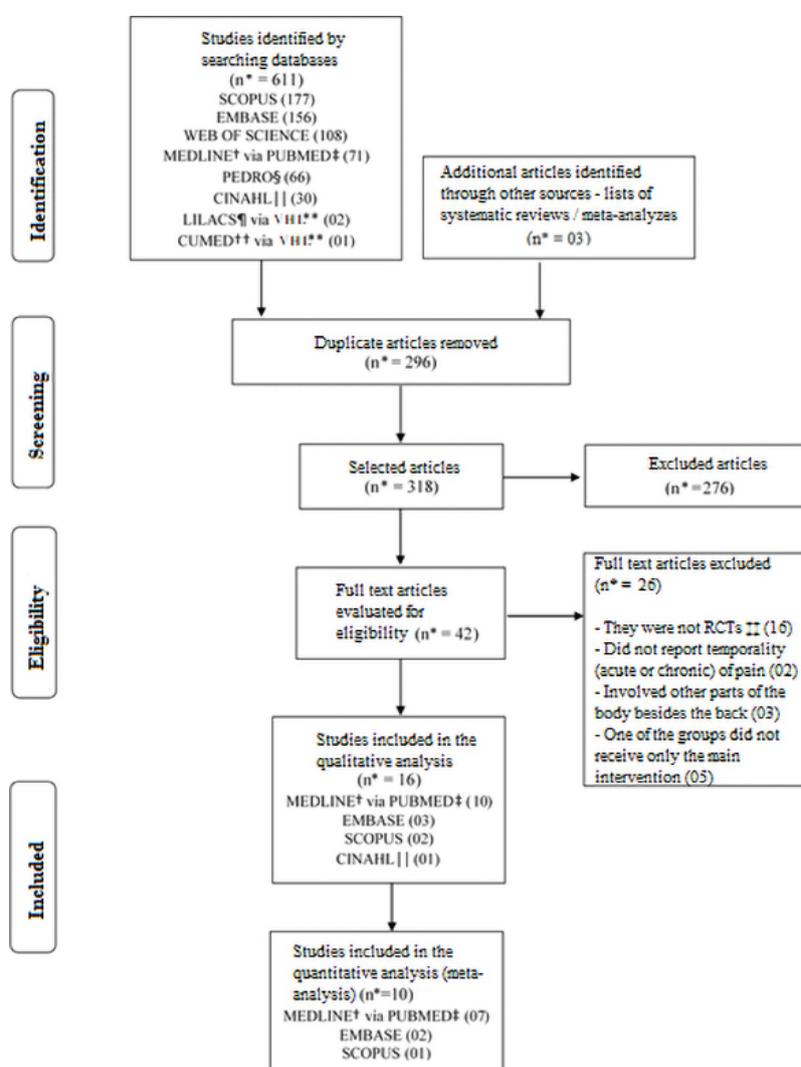 Identification
Studies identified by
searching databases
(n* = 611)
SCOPUS (177)
EMBASE (156)
WEB OF SCIENCE (108)
MEDLINE† via PUBMED‡ (71)
PEDRO§ (66)
CINAHL|| (30)
LILACS¶ via VHI** (02)
CUMED†† via VHI** (01)
Additional articles identified
through other sources - lists of
systematic reviews / meta-analyzes
(n* = 03)
Screening
Duplicate articles removed
(n* = 296)
Selected articles
(n* = 318)
Excluded articles
(n* =276)
Eligibility
Full text articles
evaluated for
eligibility (n* = 42)
Full text articles excluded
(n* = 26)
- They were not RCTs ‡‡ (16)
- Did not report temporality
(acute or chronic) of pain (02)
- Involved other parts of the
body besides the back (03)
- One of the groups did not
receive only the main
intervention (05)
Included
Studies included in the
qualitative analysis
(n* = 16)
MEDLINE† via PUBMED‡ (10)
EMBASE (03)
SCOPUS (02)
CINAHL|| (01)
Studies included in the
quantitative analysis (meta-
analysis) (n*=10)
MEDLINE† via PUBMED‡ (07)
EMBASE (02)
SCOPUS (01)